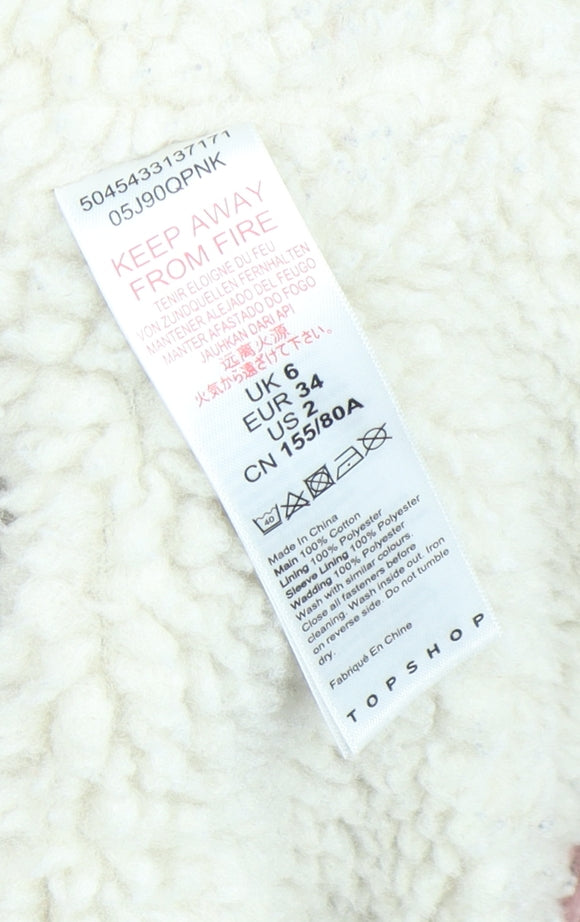 5045433137171
05J90QPNK
KEEP AWAY
FROM FIRE
TENIR ELOIGNE DU FEU
VON ZUNDQUELLEN FERNHALTEN
MANTENER ALEJADO DEL FEUGO
MANTER AFASTADO DO FOGO
JAUHKAN DARI API
远离火源
火気から遠ざけて下さい。
UK 6
EUR 34
US 2
CN 155/80A
40
Made In China
Main 100% Cotton
Lining 100% Polyester
Sleeve Lining 100% Polyester
Wadding 100% Polyester
Wash with similar colours.
Close all fasteners before
cleaning. Wash inside out. Iron
on reverse side. Do not tumble
dry.
Fabriqué En Chine
TOPSHOP